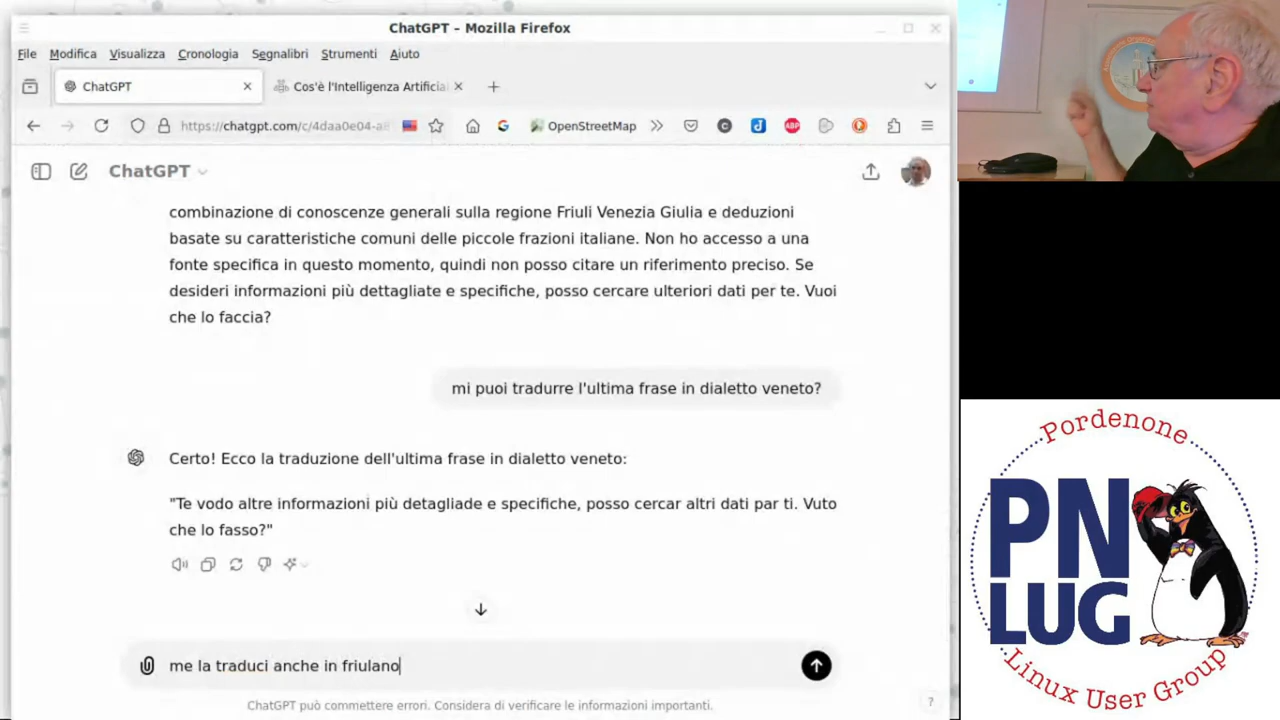 ChatGPT - Mozilla Firefox
File Modifica Visualizza Cronologia Segnalibri Strumenti Aiuto
ChatGPT
Cos'è l'Intelligenza Artificia
https://chatgpt.com/c/4daa0e04-a
OpenStreetMap
ChatGPT
combinazione di conoscenze generali sulla regione Friuli Venezia Giulia e deduzioni
basate su caratteristiche comuni delle piccole frazioni italiane. Non ho accesso a una
fonte specifica in questo momento, quindi non posso citare un riferimento preciso. Se
desideri informazioni più dettagliate e specifiche, posso cercare ulteriori dati per te. Vuoi
che lo faccia?
mi puoi tradurre l'ultima frase in dialetto veneto?
Certo! Ecco la traduzione dell'ultima frase in dialetto veneto:
"Te vodo altre informazioni più detagliade e specifiche, posso cercar altri dati par ti. Vuto
che lo fasso?"
me la traduci anche in friulano
ChatGPT può commettere errori. Considera di verificare le informazioni importanti.
?
Pordenone
PN
LUG
Linux User Group